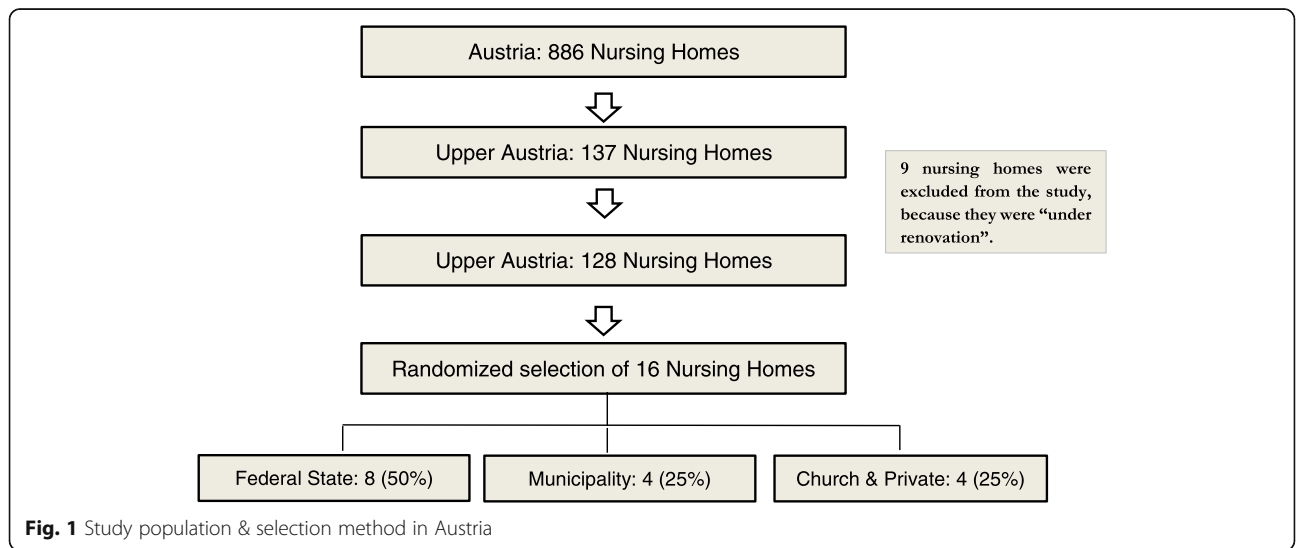 Austria: 886 Nursing Homes
Upper Austria: 137 Nursing Homes
9 nursing homes were
excluded from the study,
because they were “under
renovation”.
Upper Austria: 128 Nursing Homes
Randomized selection of 16 Nursing Homes
Federal State: 8 (50%)
Municipality: 4 (25%)
Church & Private: 4 (25%)
Fig. 1 Study population & selection method in Austria